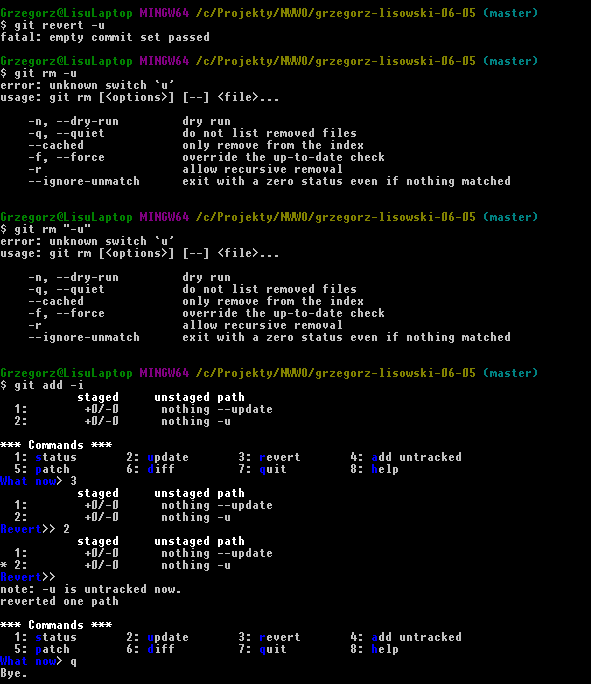 Grzegorz@LisuLaptop MINGW64 /c/Projekty/NWWO/grzegorz-lisowski-06-05 (master)
$ git revert -u
fatal: empty commit set passed
Grzegorz@LisuLaptop MINGW64 /c/Projekty/NWWO/grzegorz-lisowski-06-05 (master)
$ git rm -u
error: unknown switch `u'
usage: git rm [<options>] [--] <file>...
-n, --dry-run dry run
-q, --quiet do not list removed files
--cached only remove from the index
-f, --force override the up-to-date check
-r allow recursive removal
--ignore-unmatch exit with a zero status even if nothing matched
Grzegorz@LisuLaptop MINGW64 /c/Projekty/NWWO/grzegorz-lisowski-06-05 (master)
$ git rm "-u"
error: unknown switch `u'
usage: git rm [<options>] [--] <file>...
-n, --dry-run dry run
-q, --quiet do not list removed files
--cached only remove from the index
-f, --force override the up-to-date check
-r allow recursive removal
--ignore-unmatch exit with a zero status even if nothing matched
Grzegorz@LisuLaptop MINGW64 /c/Projekty/NWWO/grzegorz-lisowski-06-05 (master)
$ git add -i
staged unstaged path
1: +0/-0 nothing --update
2: +0/-0 nothing -u
*** Commands ***
1: status 2: update 3: revert 4: add untracked
5: patch 6: diff 7: quit 8: help
What now> 3
staged unstaged path
1: +0/-0 nothing --update
2: +0/-0 nothing -u
Revert>> 2
staged unstaged path
1: +0/-0 nothing --update
* 2: +0/-0 nothing -u
Revert>>
note: -u is untracked now.
reverted one path
*** Commands ***
1: status 2: update 3: revert 4: add untracked
5: patch 6: diff 7: quit 8: help
What now> q
Bye.